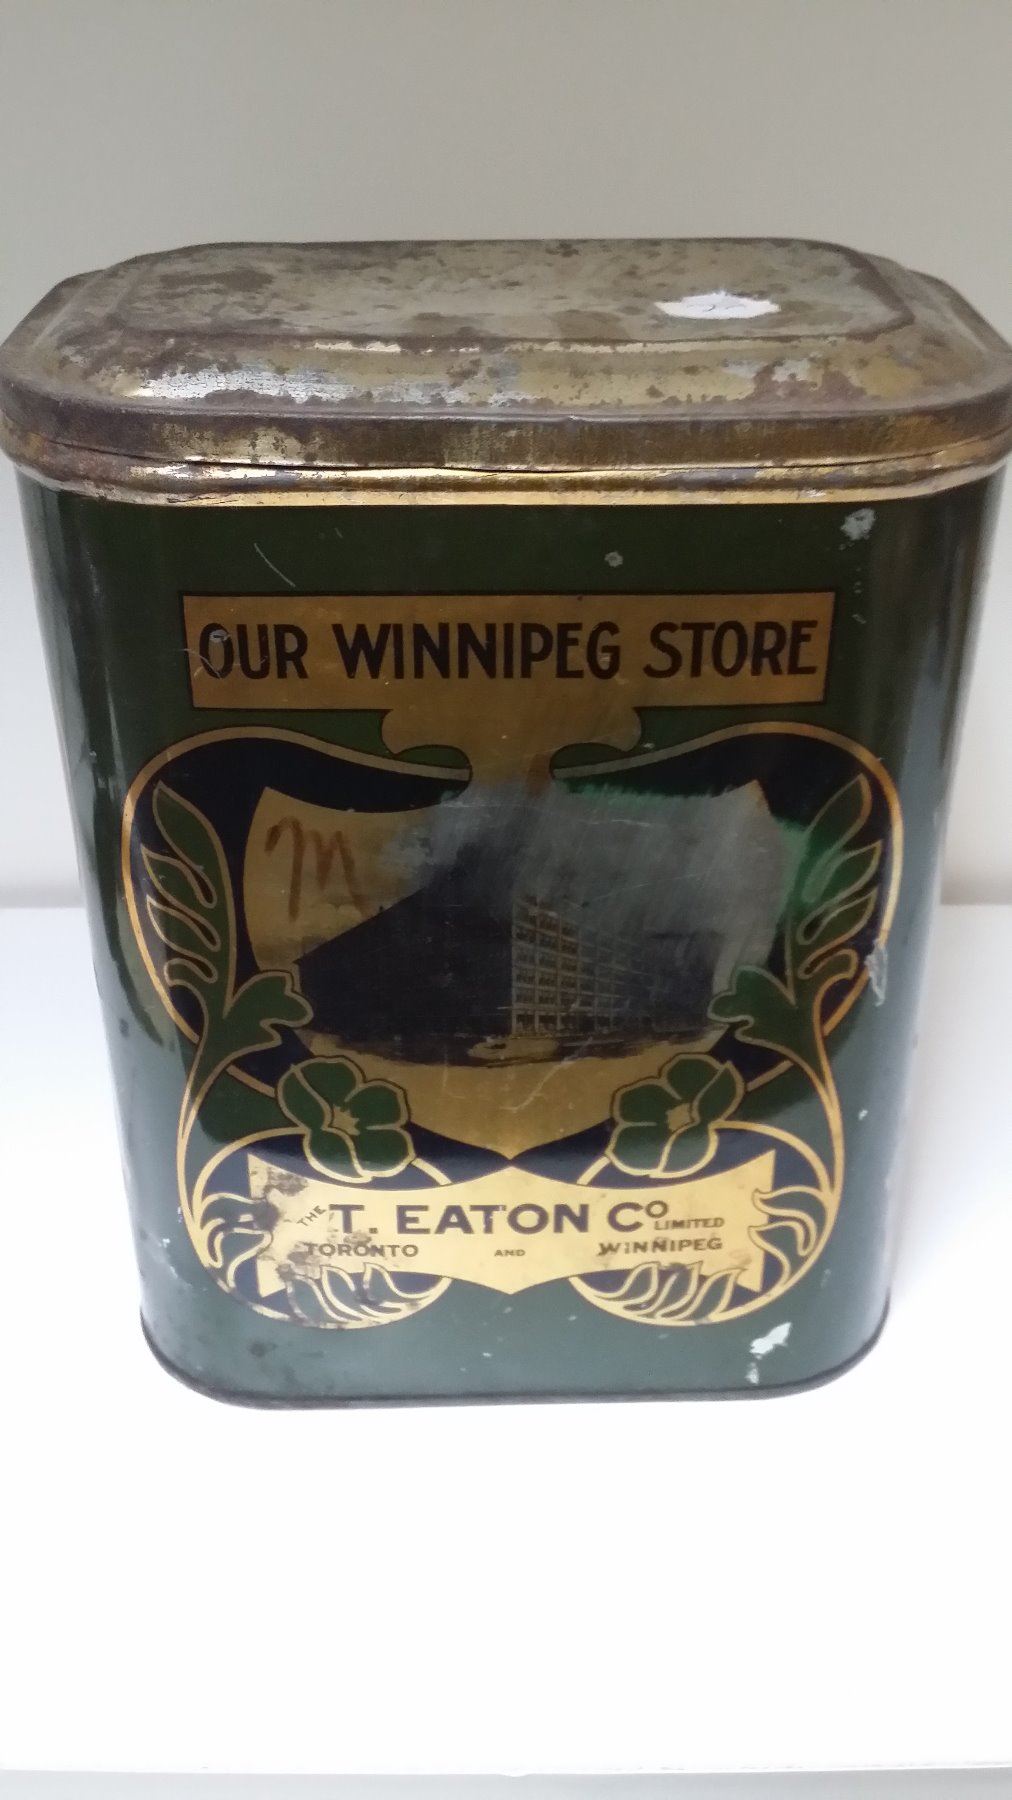 OUR WINNIPEG STORE
M
THE T. EATON CO LIMITED
TORONTO AND WINNIPEG